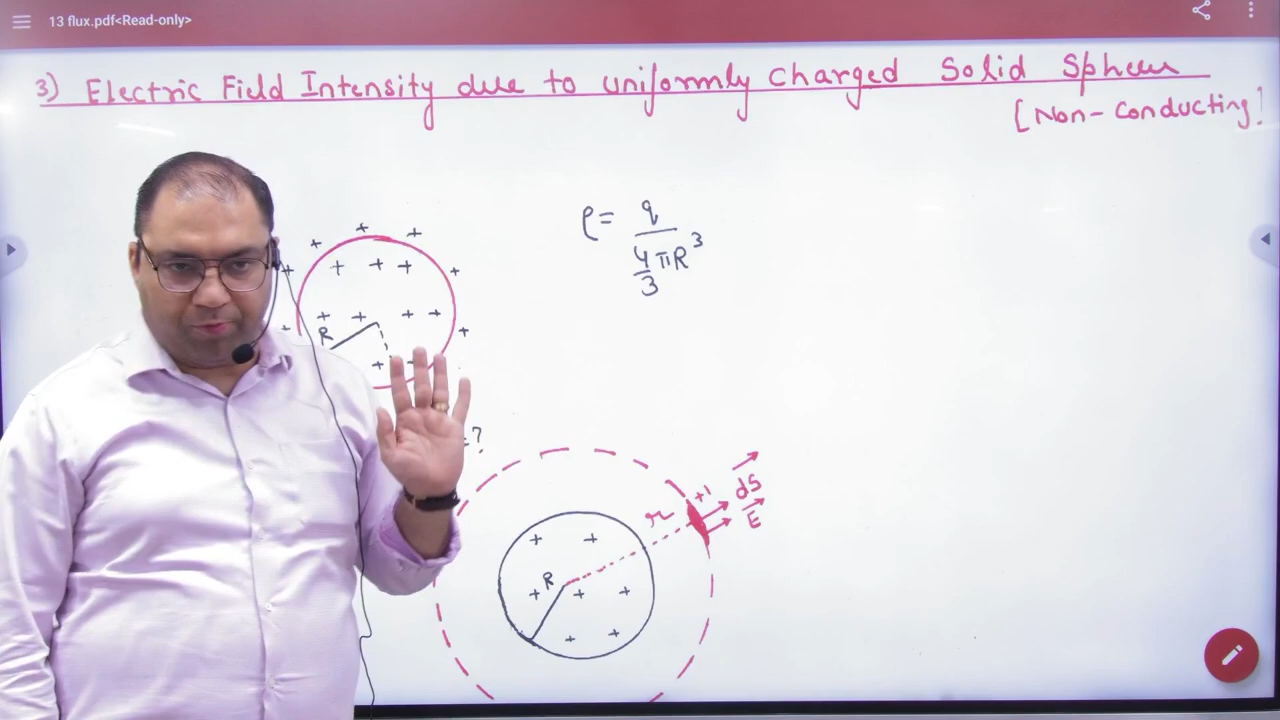 13 flux.pdf<Read-only>
3) Electric Field Intensity due to uniformly charged Solid Sphere
[Non-Conducting]
ρ = q
4/3 πR³
R
=?
+1
dS
E
r
R